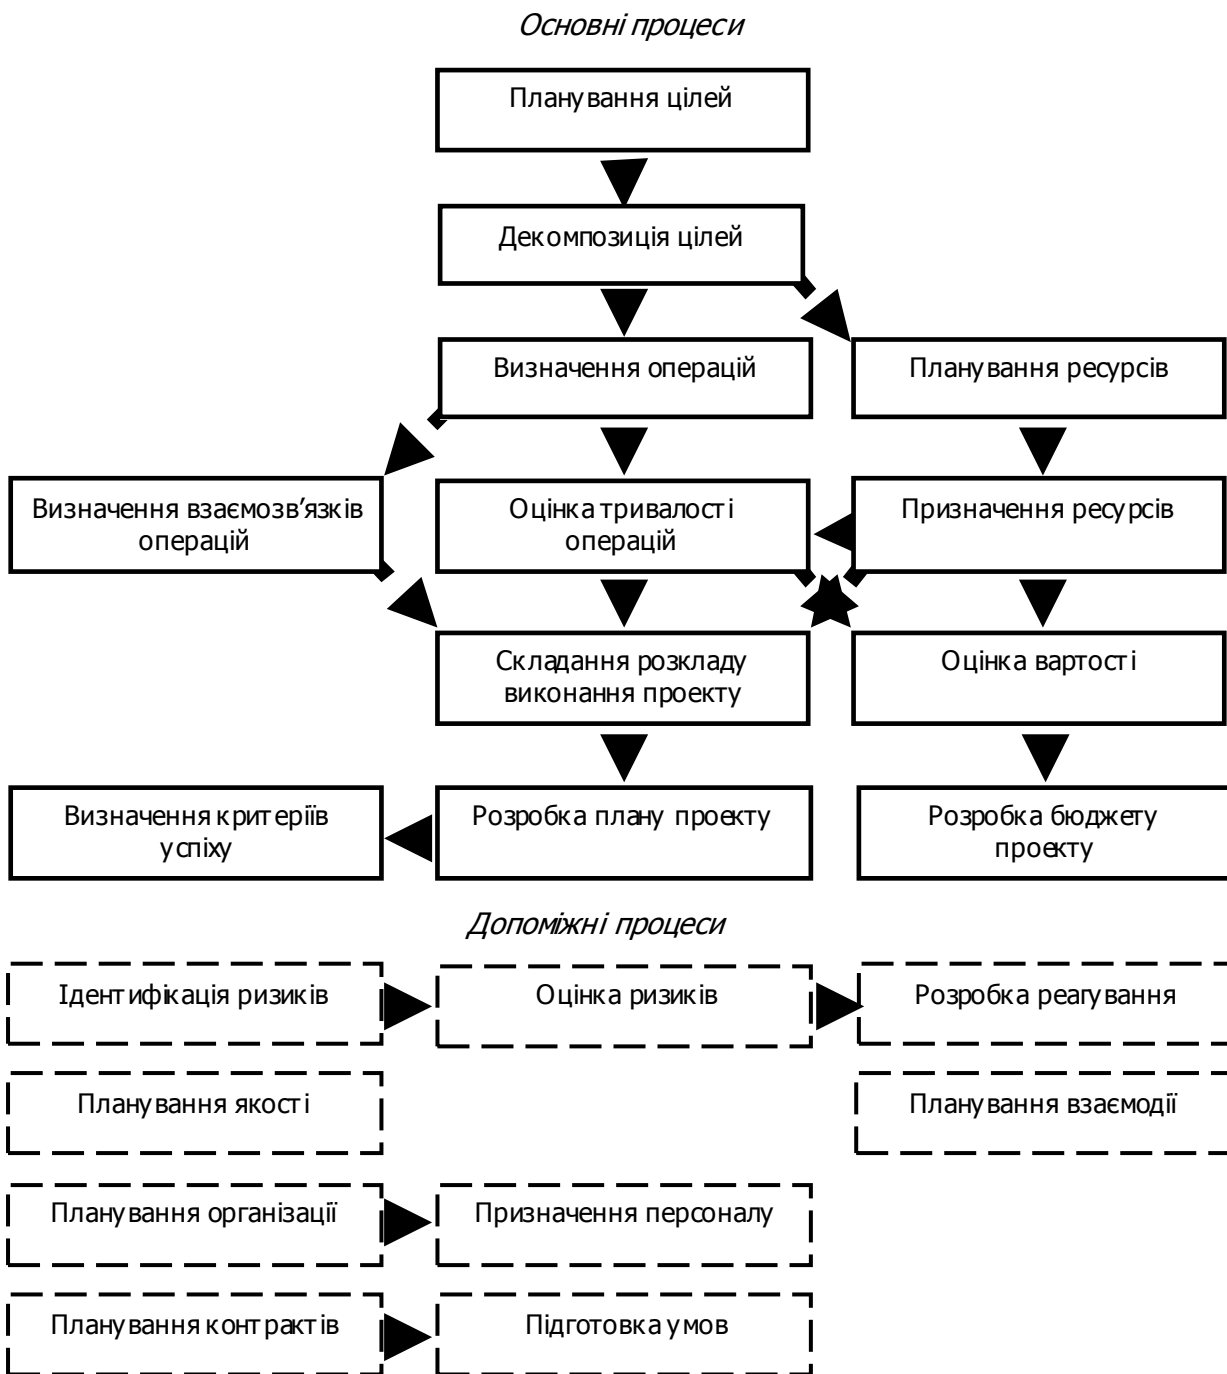 Основні процеси
Планування цілей
Декомпозиція цілей
Визначення операцій
Планування ресурсів
Визначення взаємозв’язків
операцій
Оцінка тривалості
операцій
Призначення ресурсів
Складання розкладу
виконання проекту
Оцінка вартості
Визначення критеріїв
успіху
Розробка плану проекту
Розробка бюджету
проекту
Допоміжні процеси
Ідентифікація ризиків
Оцінка ризиків
Розробка реагування
Планування якості
Планування взаємодії
Планування організації
Призначення персоналу
Планування контрактів
Підготовка умов